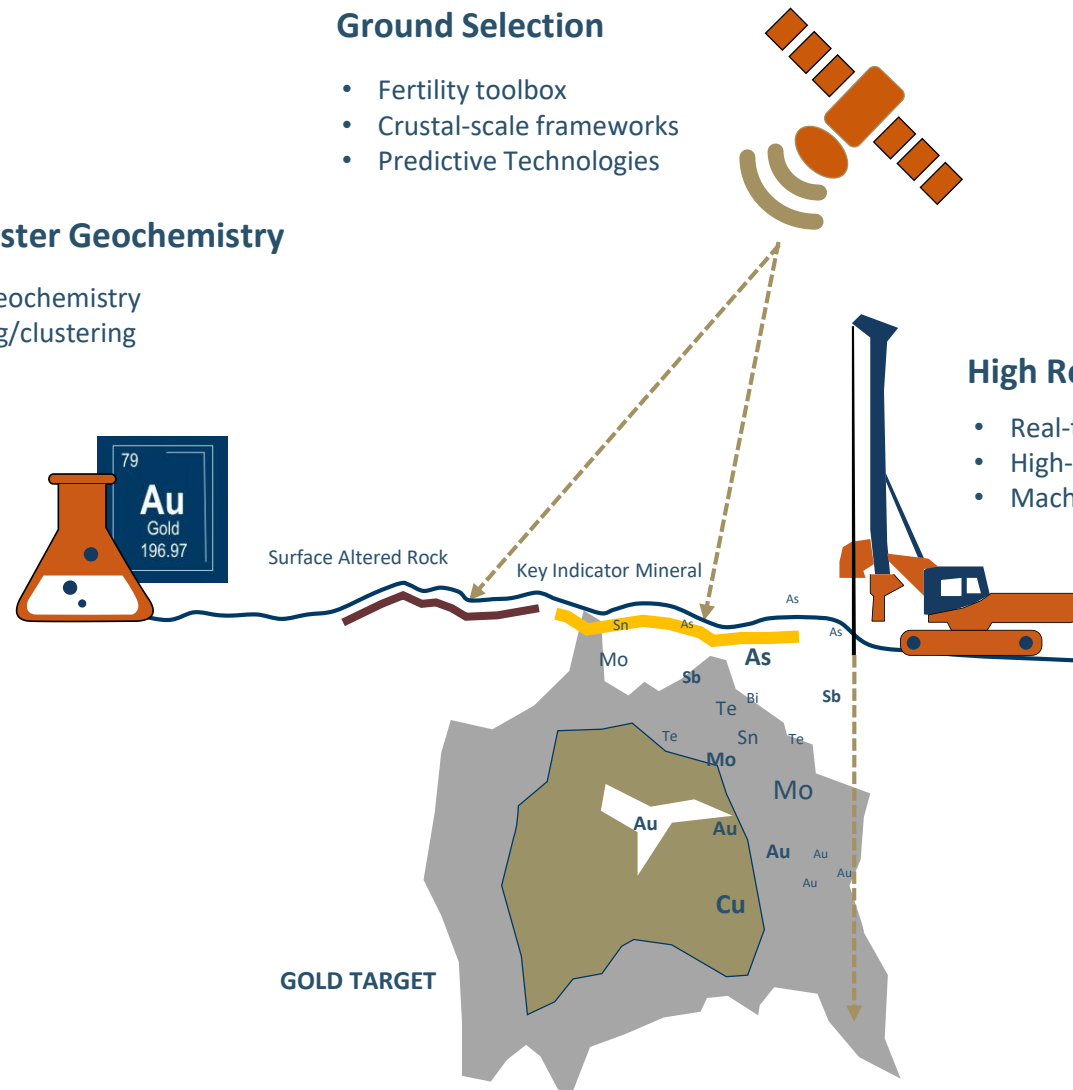 Ground Selection
• Fertility toolbox
• Crustal-scale frameworks
• Predictive Technologies
ster Geochemistry
eochemistry
g/clustering
High Re
• Real-t
• High-
• Mach
79
Au
Gold
196.97
Surface Altered Rock
Key Indicator Mineral
As
Sn
As
As
Mo
As
Sb
Bi
Sb
Te
Te
Sn
Te
Mo
Mo
Au
Au
Au
Au
Au
Au
Cu
GOLD TARGET